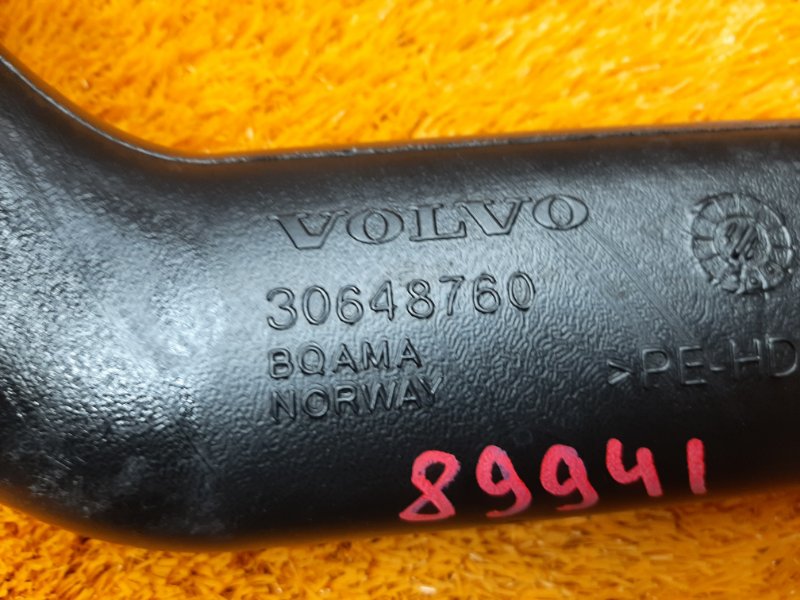 VOLVO
30648760
BQAMA
NORWAY
>PE-HD
89941